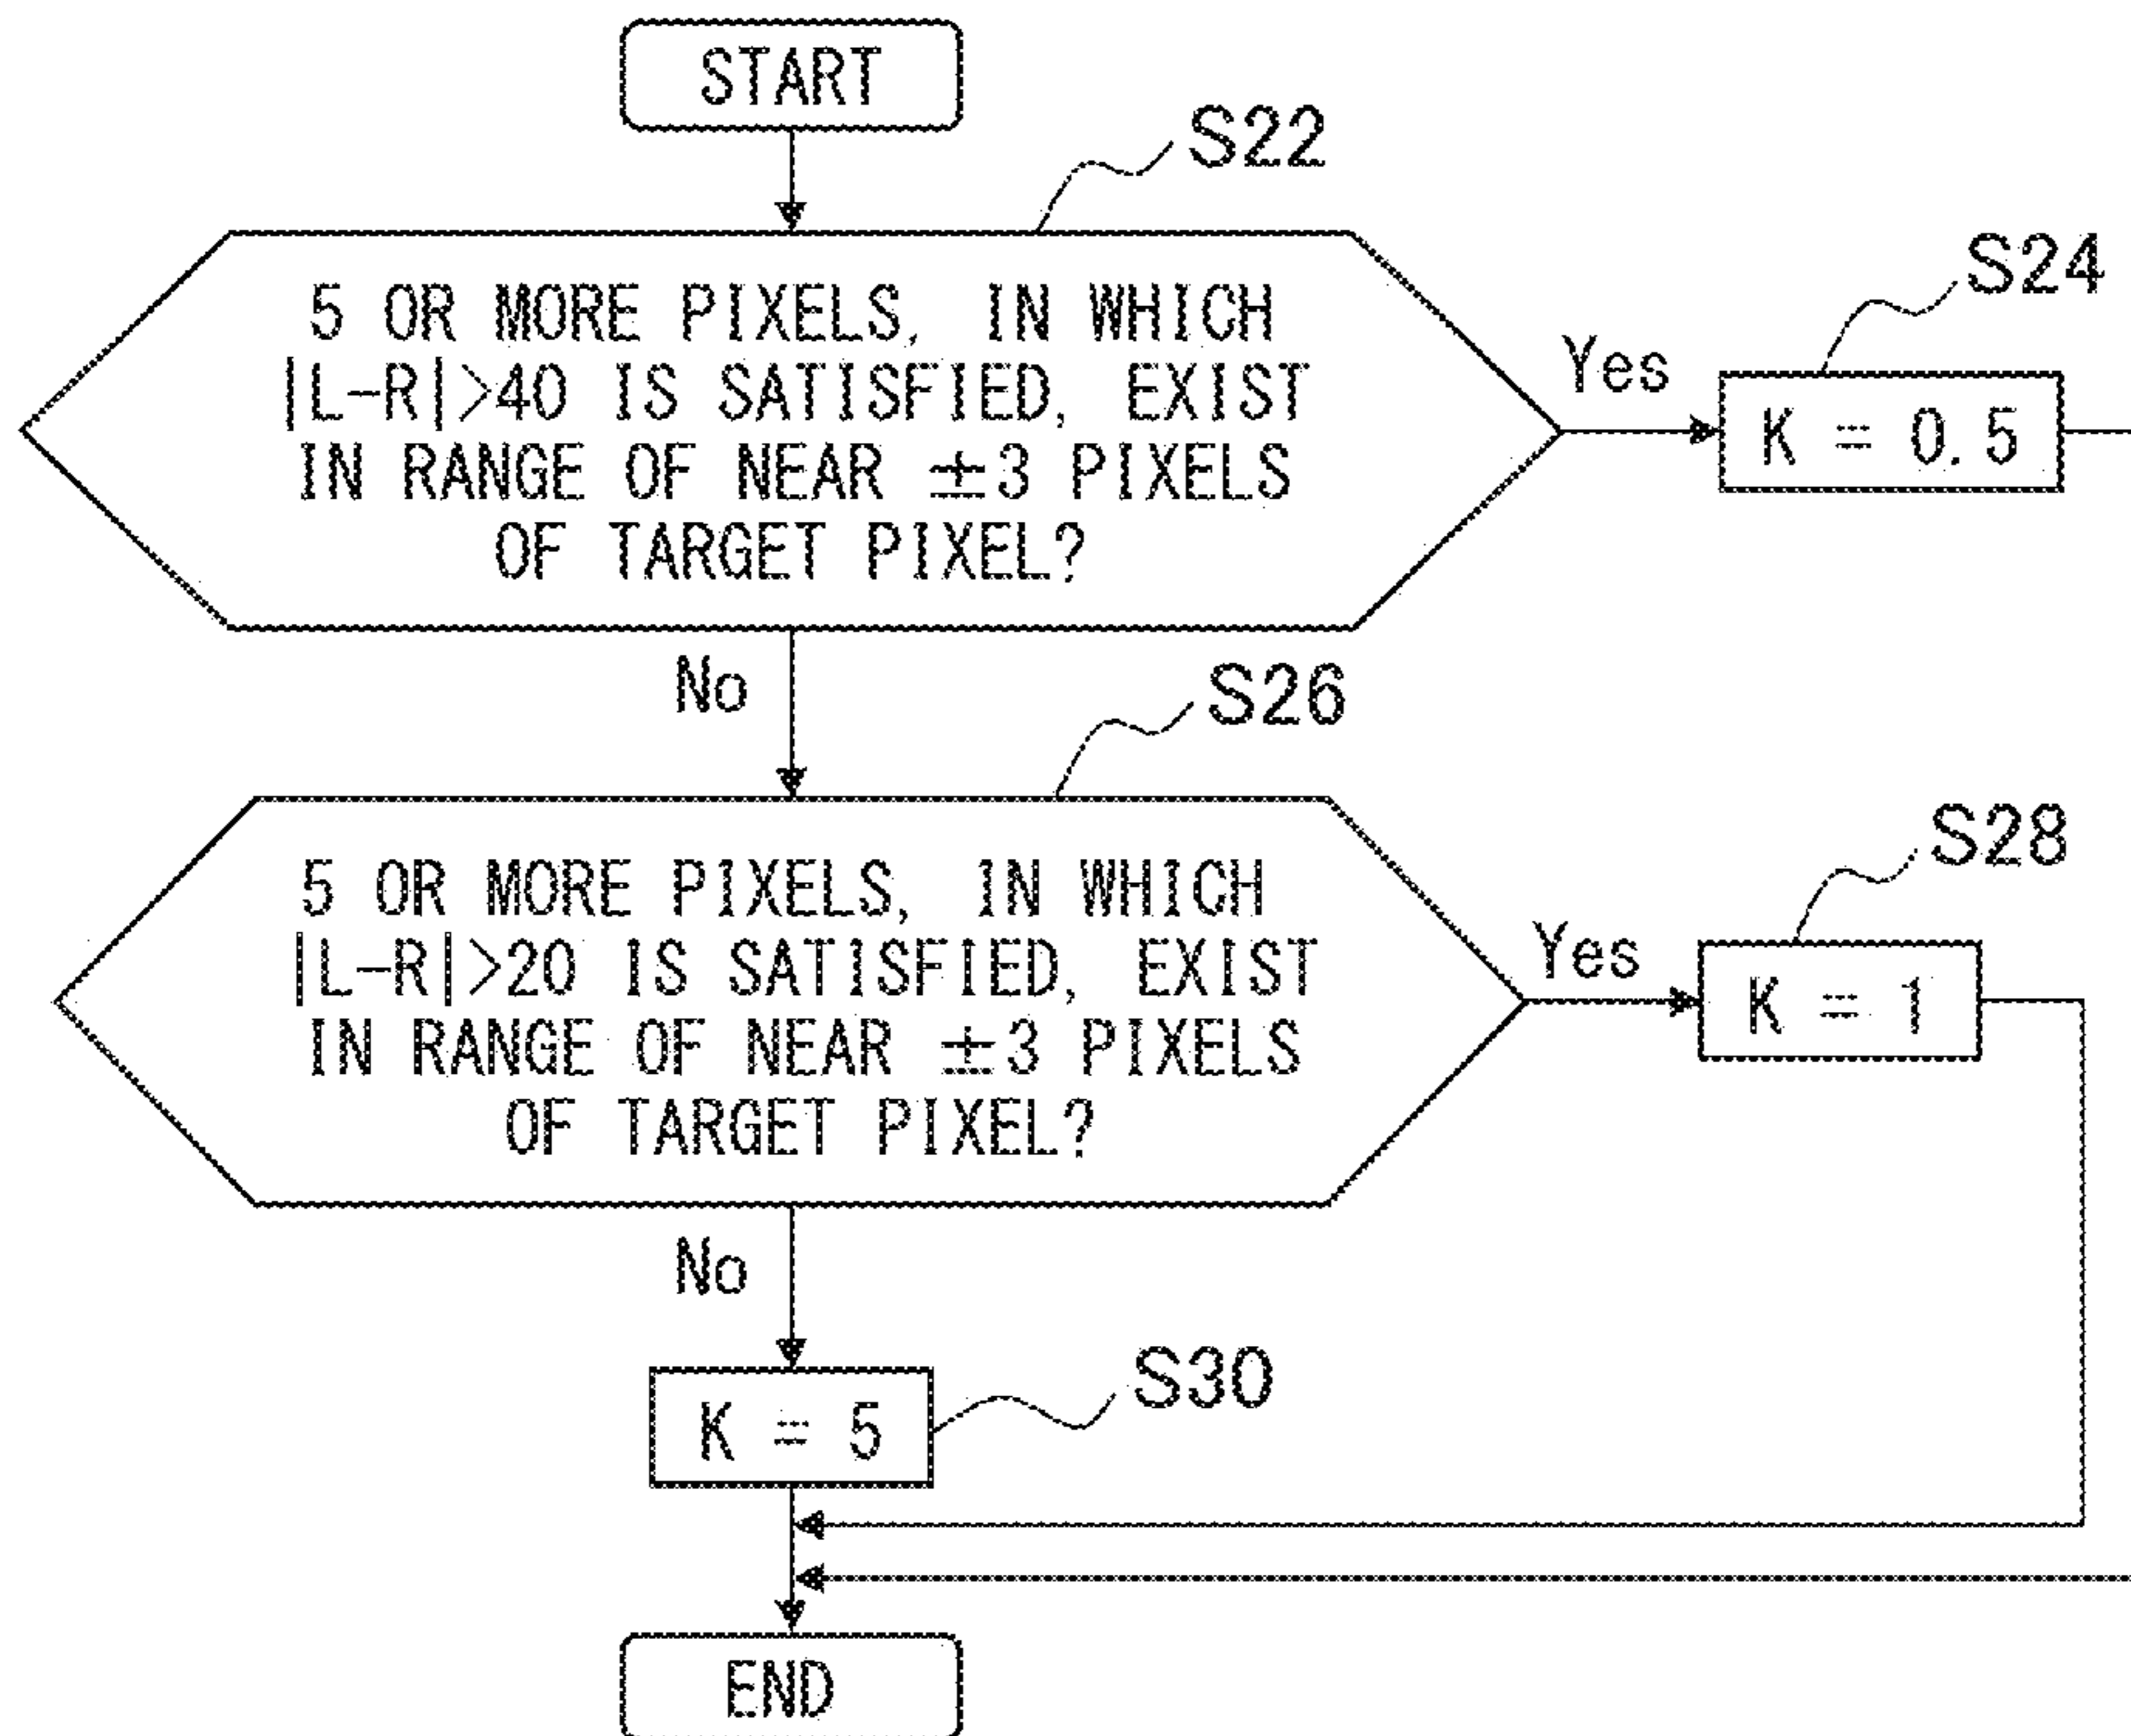 START
S22
5 OR MORE PIXELS, IN WHICH
|L-R|>40 IS SATISFIED, EXIST
IN RANGE OF NEAR ±3 PIXELS
OF TARGET PIXEL?
Yes
S24
K = 0.5
No
S26
5 OR MORE PIXELS, IN WHICH
|L-R|>20 IS SATISFIED, EXIST
IN RANGE OF NEAR ±3 PIXELS
OF TARGET PIXEL?
Yes
S28
K = 1
No
S30
K = 5
END